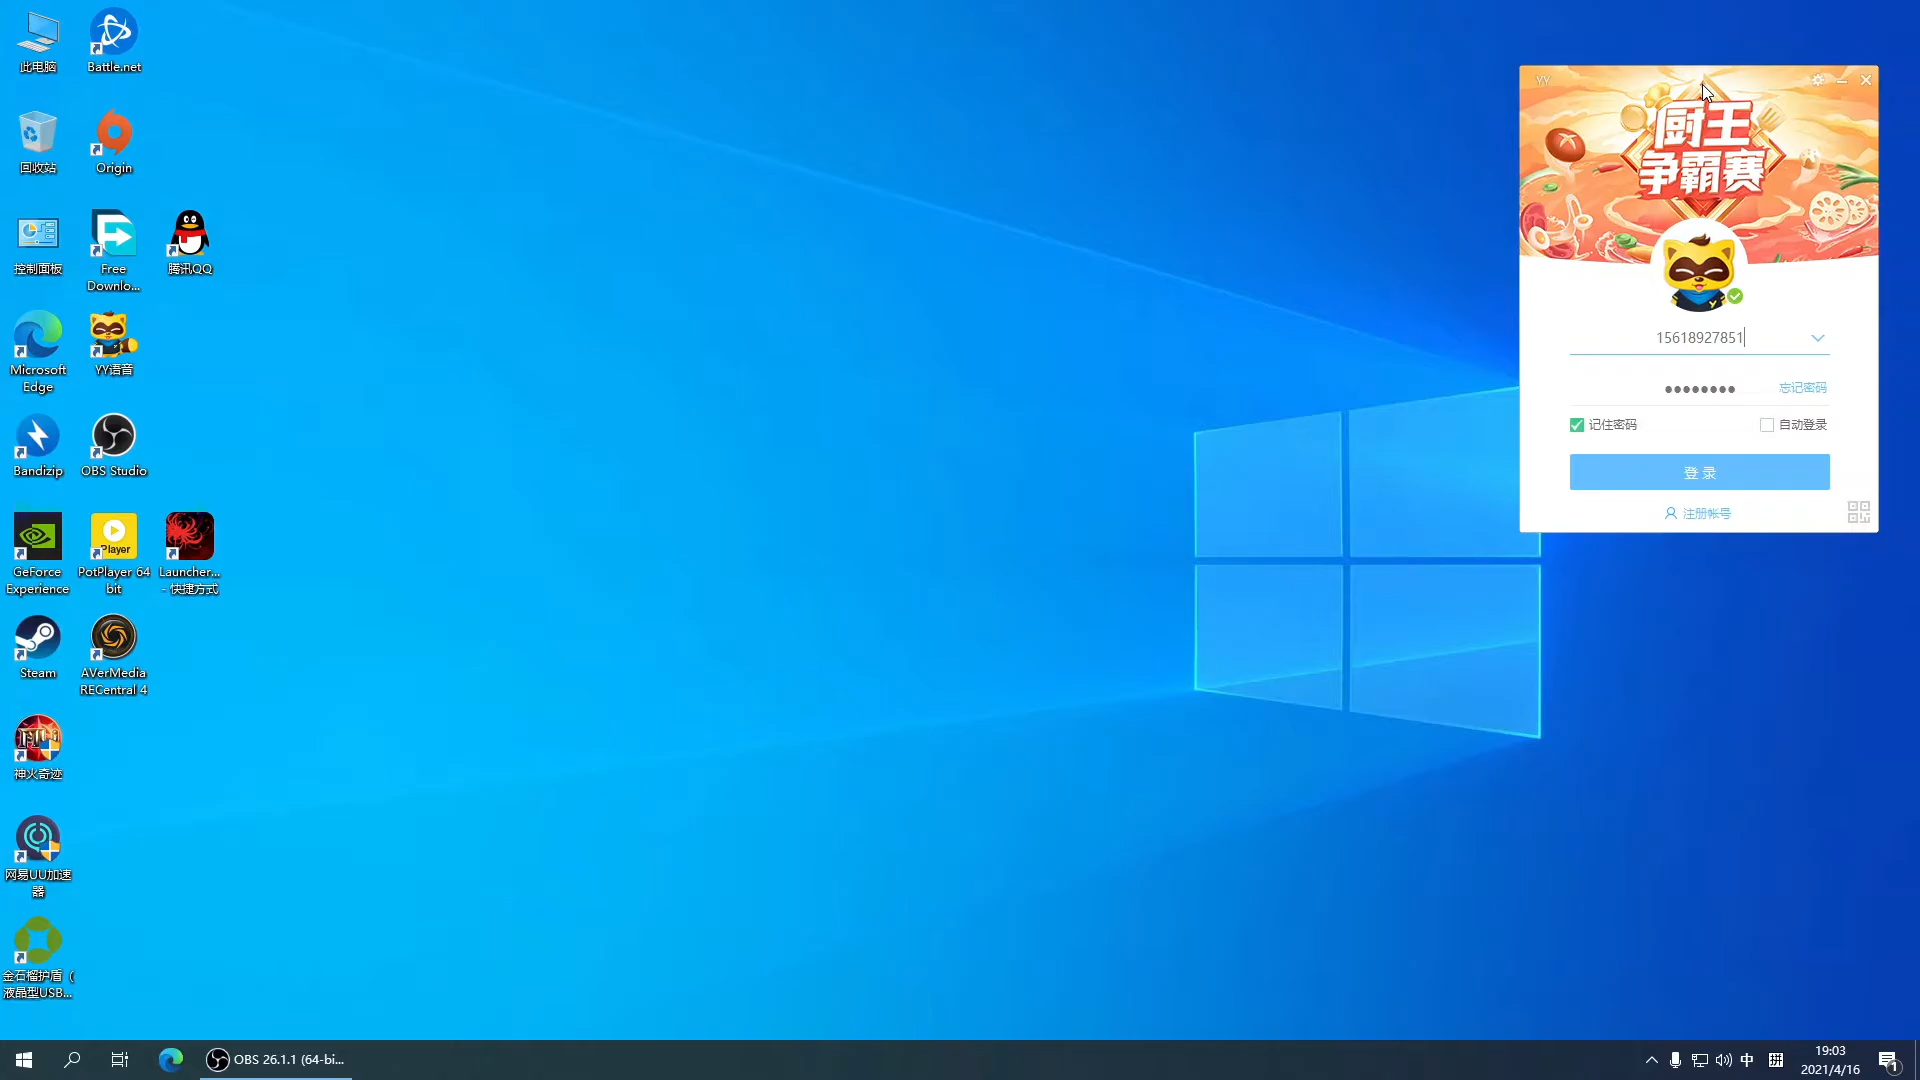 此电脑
Battle.net
回收站
Origin
控制面板
Free
Downlo...
腾讯QQ
Microsoft
Edge
YY语音
Bandizip
OBS Studio
GeForce
Experience
Player
PotPlayer 64
bit
Launcher...
- 快捷方式
Steam
AVerMedia
RECentral 4
神火奇迹
网易UU加速
器
金石榴护盾（
液晶型USB...
YY
厨王
争霸赛
15618927851
●●●●●●●●
忘记密码
记住密码
自动登录
登 录
注册帐号
OBS 26.1.1 (64-bi...
中
拼
19:03
2021/4/16
1